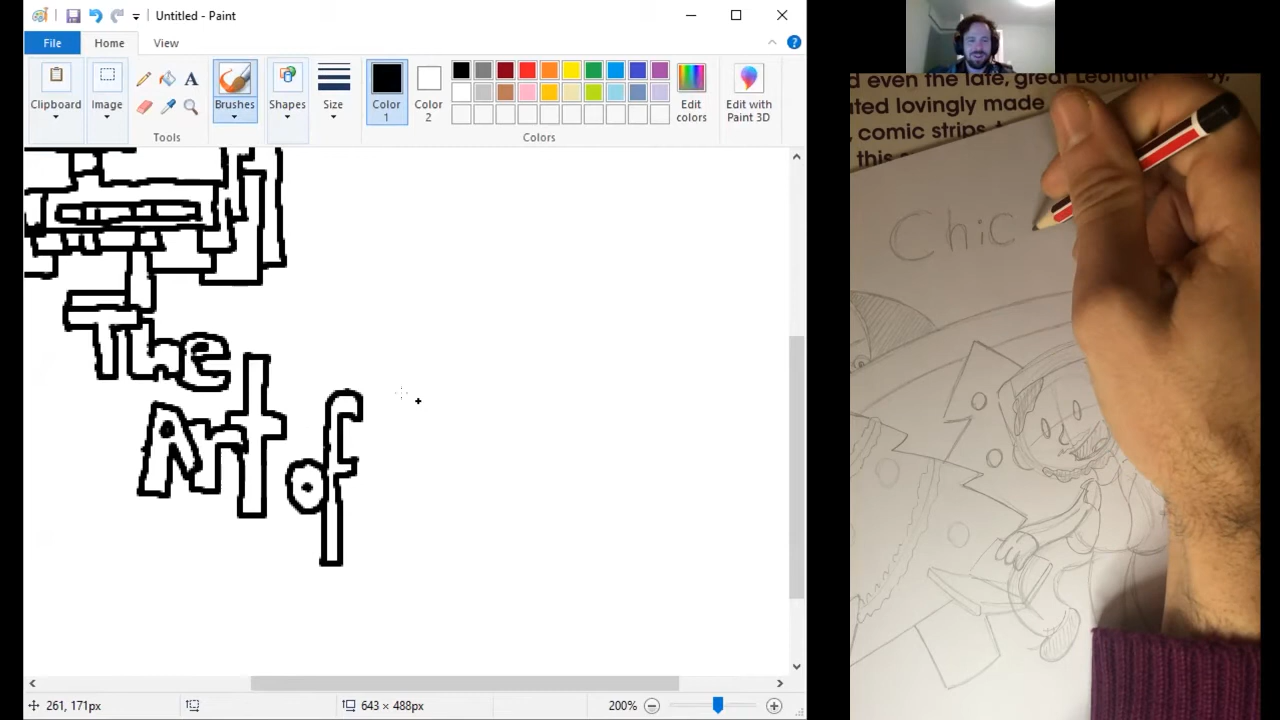 Untitled - Paint
File
Home
View
Clipboard
Image
Tools
Brushes
Shapes
Size
Color 1
Color 2
Edit colors
Edit with Paint 3D
Colors
The
Art of
261, 171px
643 × 488px
200%
even the late, great
ted lovingly made
comic strips
this
Chic